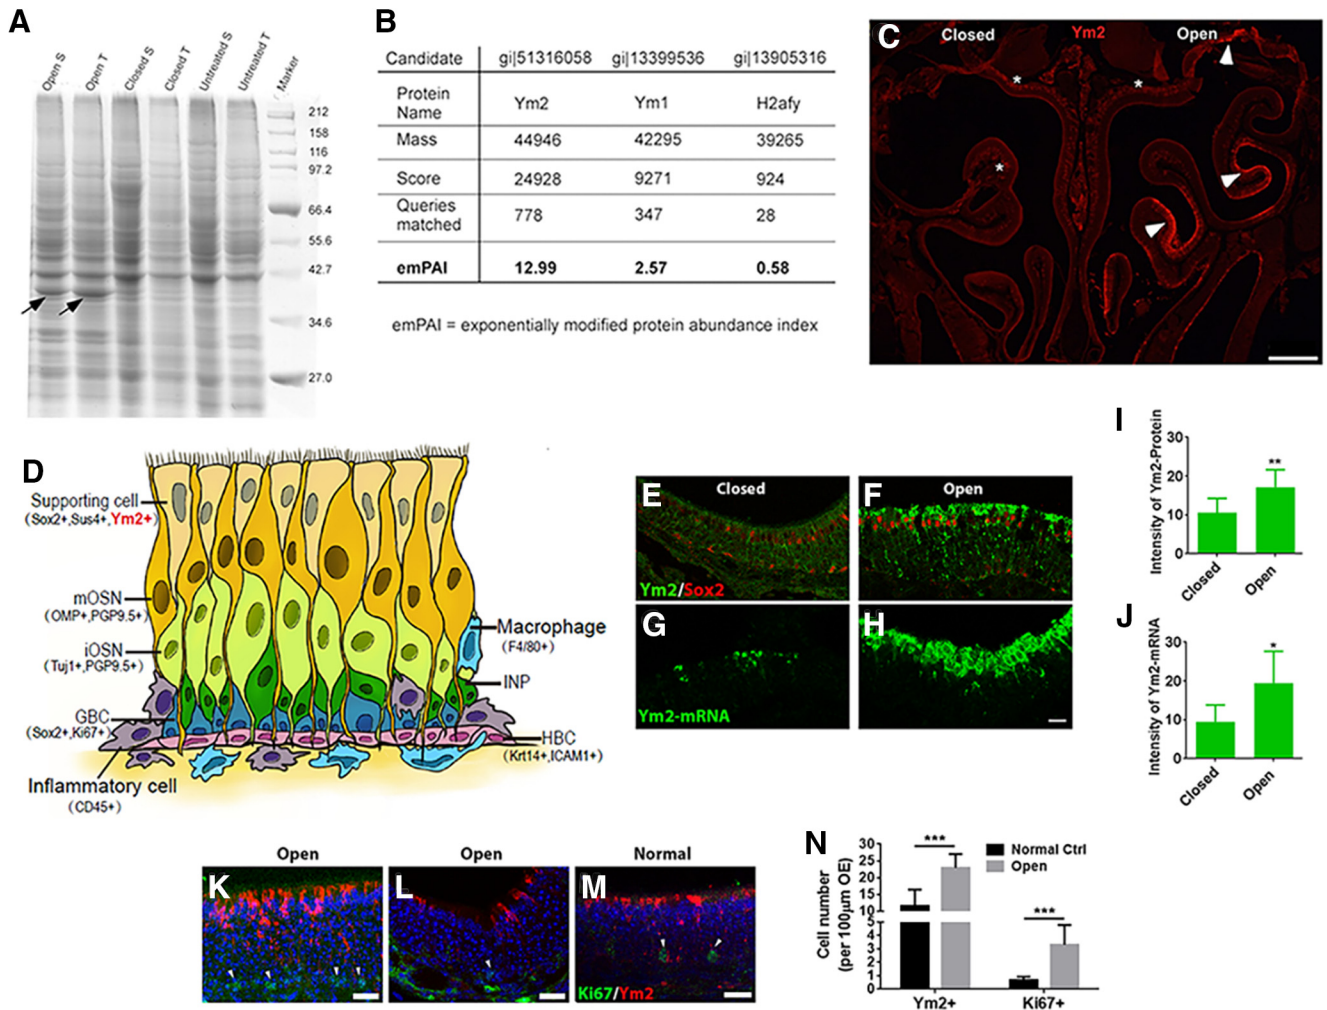 A
Open S
Open T
Closed S
Closed T
Untreated S
Untreated T
Marker
212
158
116
97.2
66.4
55.6
42.7
34.6
27.0
B
Candidate gi|51316058 gi|13399536 gi|13905316
Protein Name Ym2 Ym1 H2afy
Mass 44946 42295 39265
Score 24928 9271 924
Queries matched 778 347 28
emPAI 12.99 2.57 0.58
emPAI = exponentially modified protein abundance index
C
Closed
Ym2
Open
*
*
*
D
Supporting cell
(Sox2+,Sus4+,Ym2+)
mOSN
(OMP+,PGP9.5+)
iOSN
(Tuj1+,PGP9.5+)
GBC
(Sox2+,Ki67+)
Inflammatory cell
(CD45+)
Macrophage
(F4/80+)
INP
HBC
(Krt14+,ICAM1+)
E
Closed
Ym2/Sox2
F
Open
G
Ym2-mRNA
H
I
Intensity of Ym2-Protein
30
20
10
0
**
Closed
Open
J
Intensity of Ym2-mRNA
30
20
10
0
*
Closed
Open
Open
K
Open
L
Normal
M
Ki67/Ym2
N
Cell number
(per 100μm OE)
30
25
20
15
10
5
4
3
2
1
0
***
***
Normal Ctrl
Open
Ym2+
Ki67+